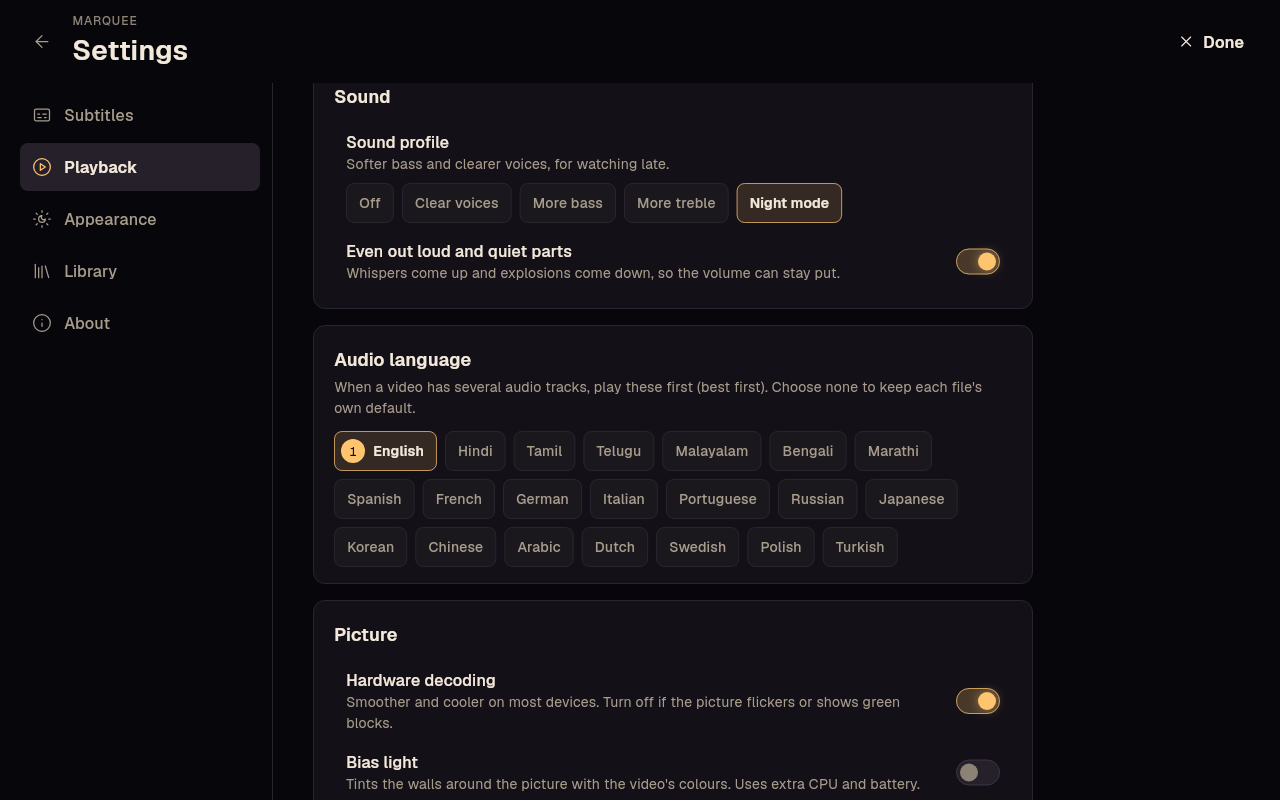 MARQUEE
Settings
Done
Subtitles
Playback
Appearance
Library
About
Sound
Sound profile
Softer bass and clearer voices, for watching late.
Off
Clear voices
More bass
More treble
Night mode
Even out loud and quiet parts
Whispers come up and explosions come down, so the volume can stay put.
Audio language
When a video has several audio tracks, play these first (best first). Choose none to keep each file's
own default.
1 English
Hindi
Tamil
Telugu
Malayalam
Bengali
Marathi
Spanish
French
German
Italian
Portuguese
Russian
Japanese
Korean
Chinese
Arabic
Dutch
Swedish
Polish
Turkish
Picture
Hardware decoding
Smoother and cooler on most devices. Turn off if the picture flickers or shows green
blocks.
Bias light
Tints the walls around the picture with the video's colours. Uses extra CPU and battery.